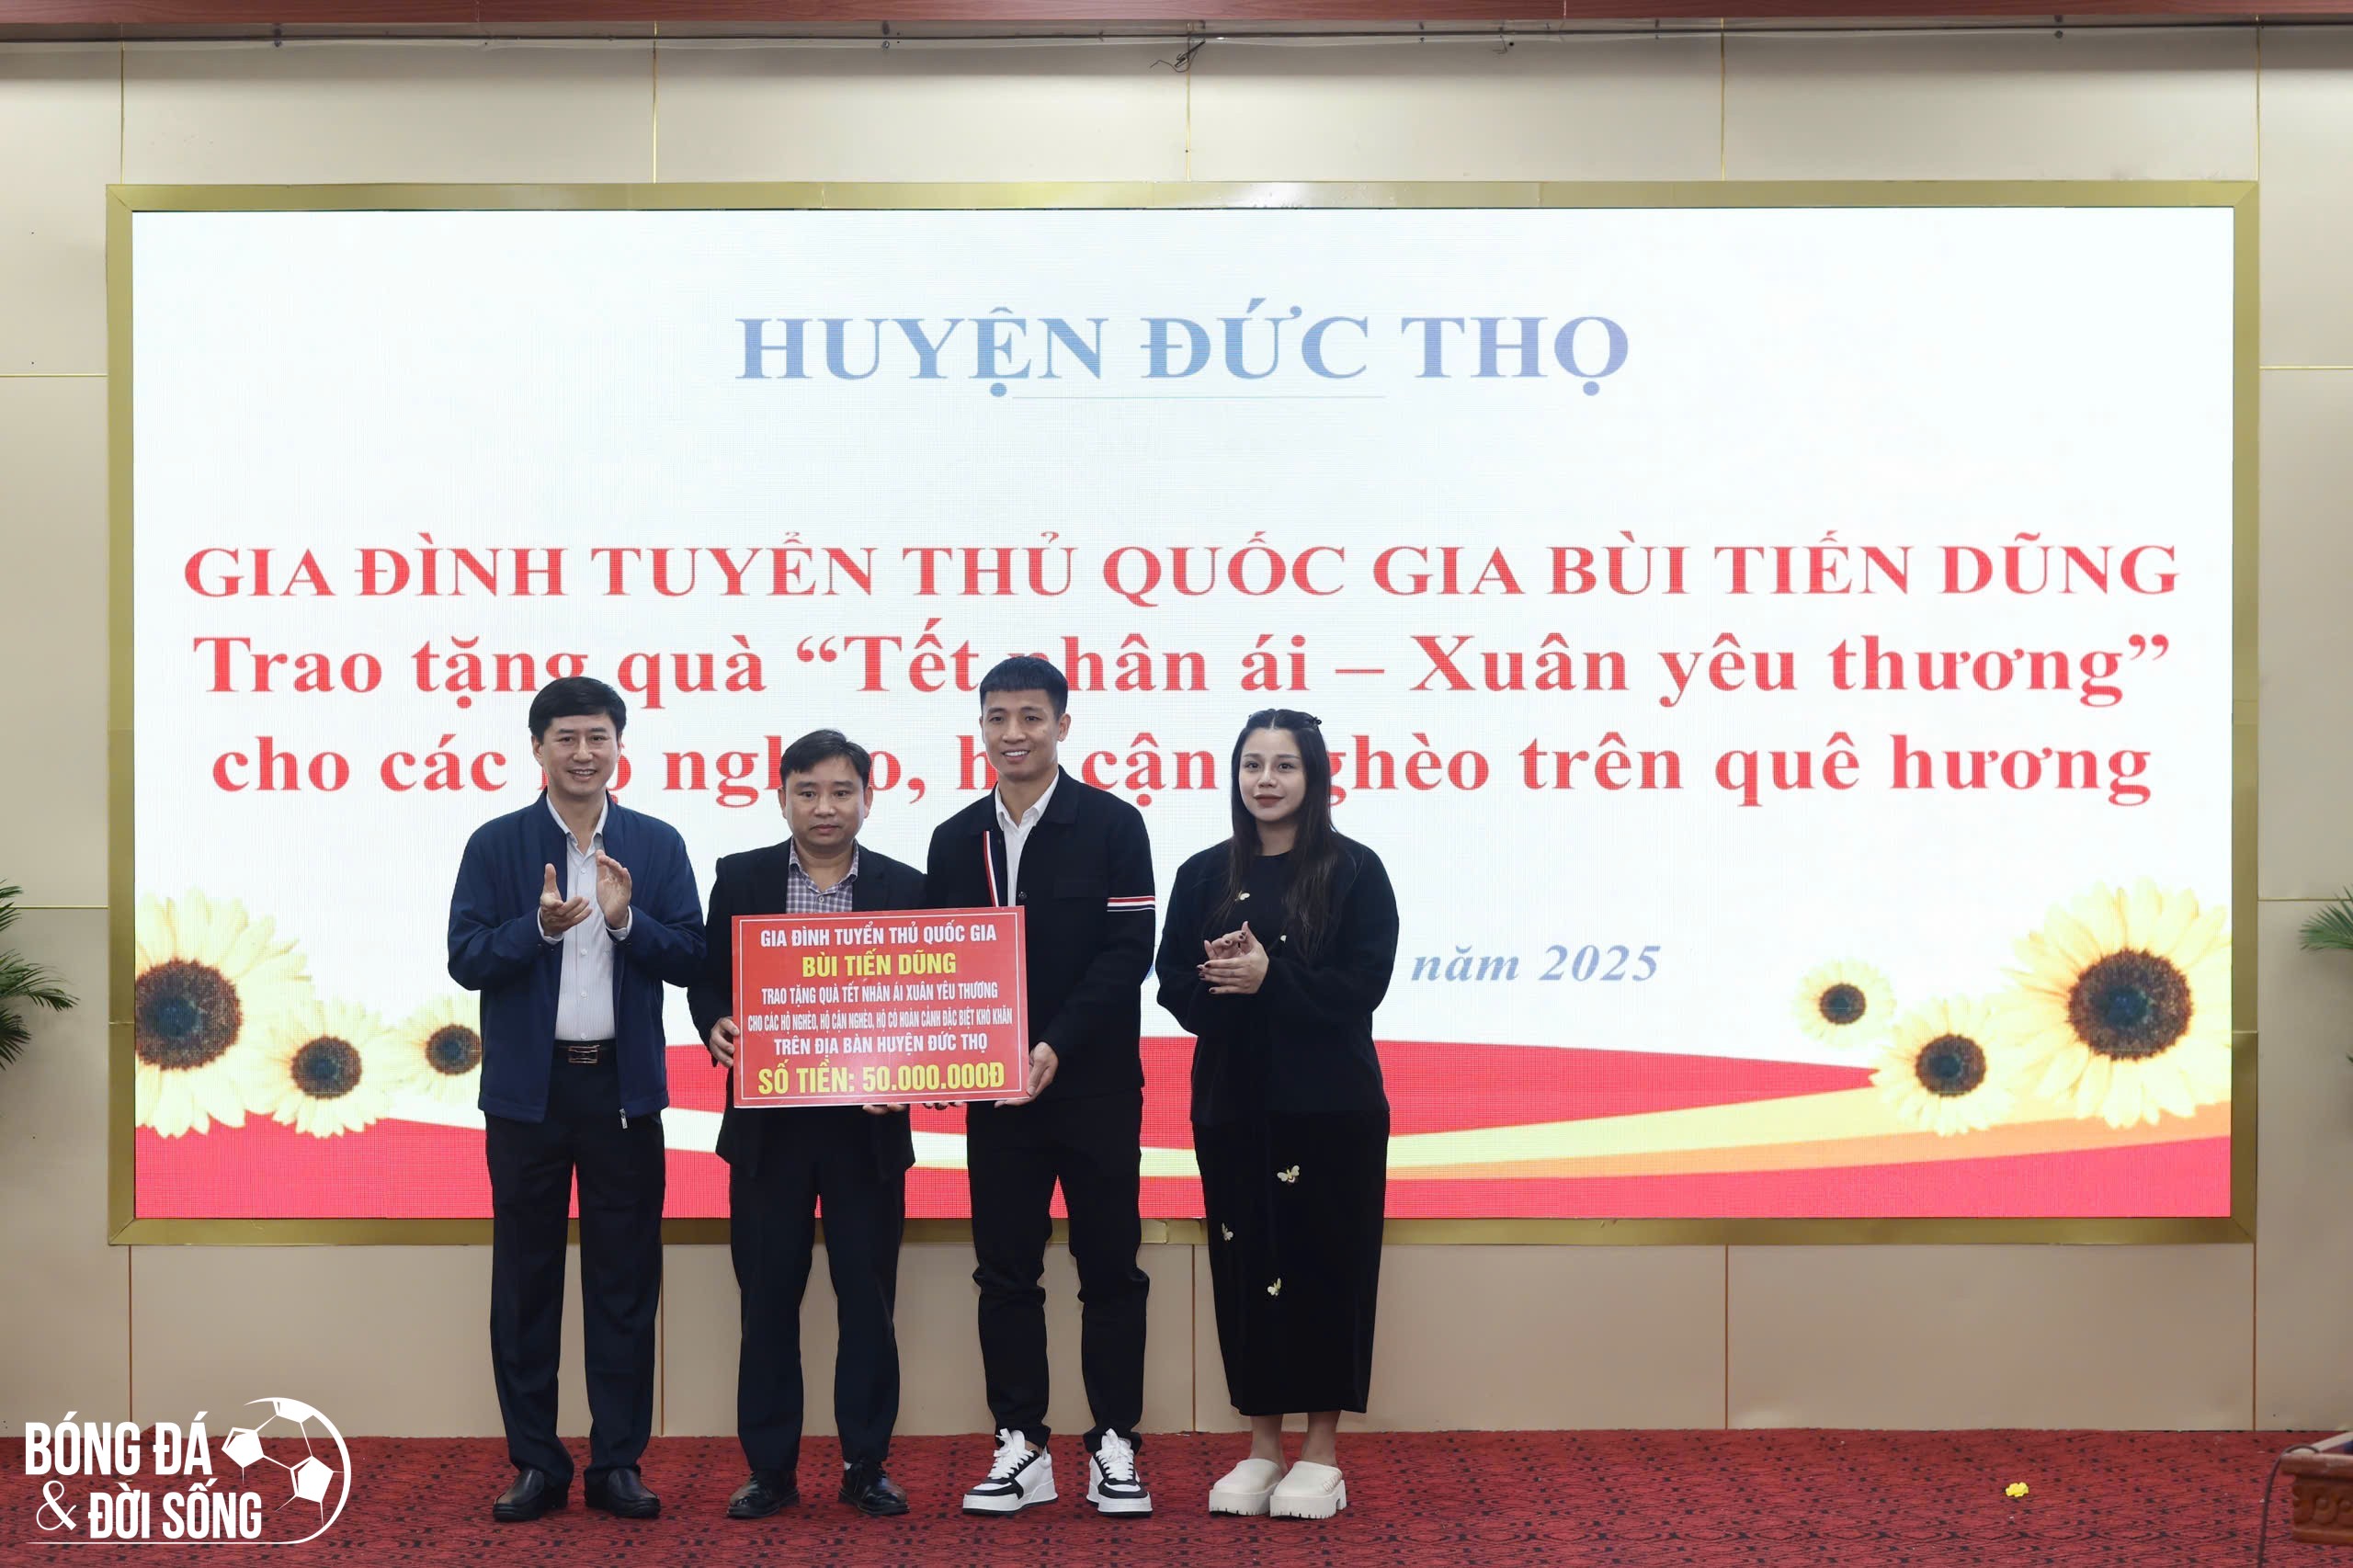 HUYỆN ĐỨC THỌ
GIA ĐÌNH TUYỂN THỦ QUỐC GIA BÙI TIẾN DŨNG
Trao tặng quà “Tết nhân ái – Xuân yêu thương”
cho các hộ nghèo, hộ cận nghèo trên quê hương
năm 2025
GIA ĐÌNH TUYỂN THỦ QUỐC GIA
BÙI TIẾN DŨNG
TRAO TẶNG QUÀ TẾT NHÂN ÁI XUÂN YÊU THƯƠNG
CHO CÁC HỘ NGHÈO, HỘ CẬN NGHÈO, HỘ CÓ HOÀN CẢNH ĐẶC BIỆT KHÓ KHĂN
TRÊN ĐỊA BÀN HUYỆN ĐỨC THỌ
SỐ TIỀN: 50.000.000Đ
BÓNG ĐÁ
& ĐỜI SỐNG